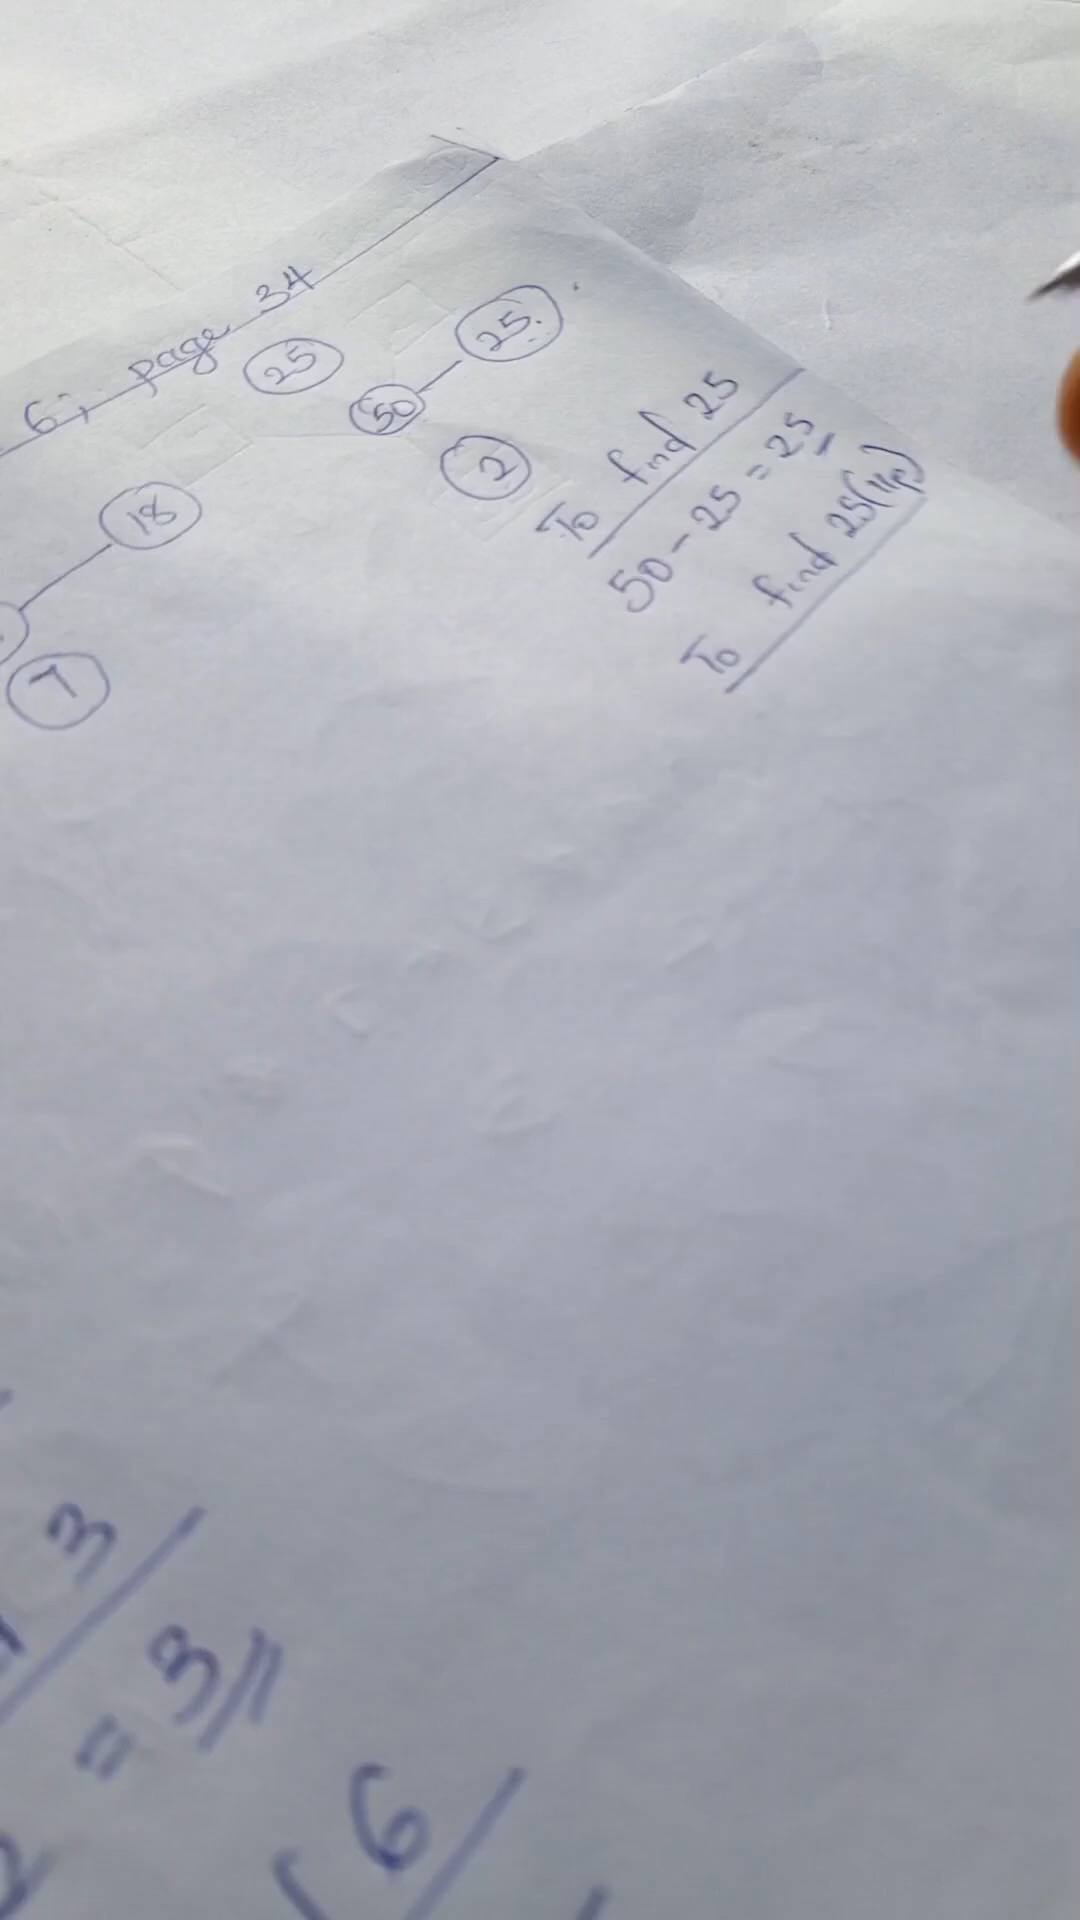 6; page 34
25
25.
50
2
18
7
To find 25
50 - 25 = 25
To find 25(Up)
3
= 3
6